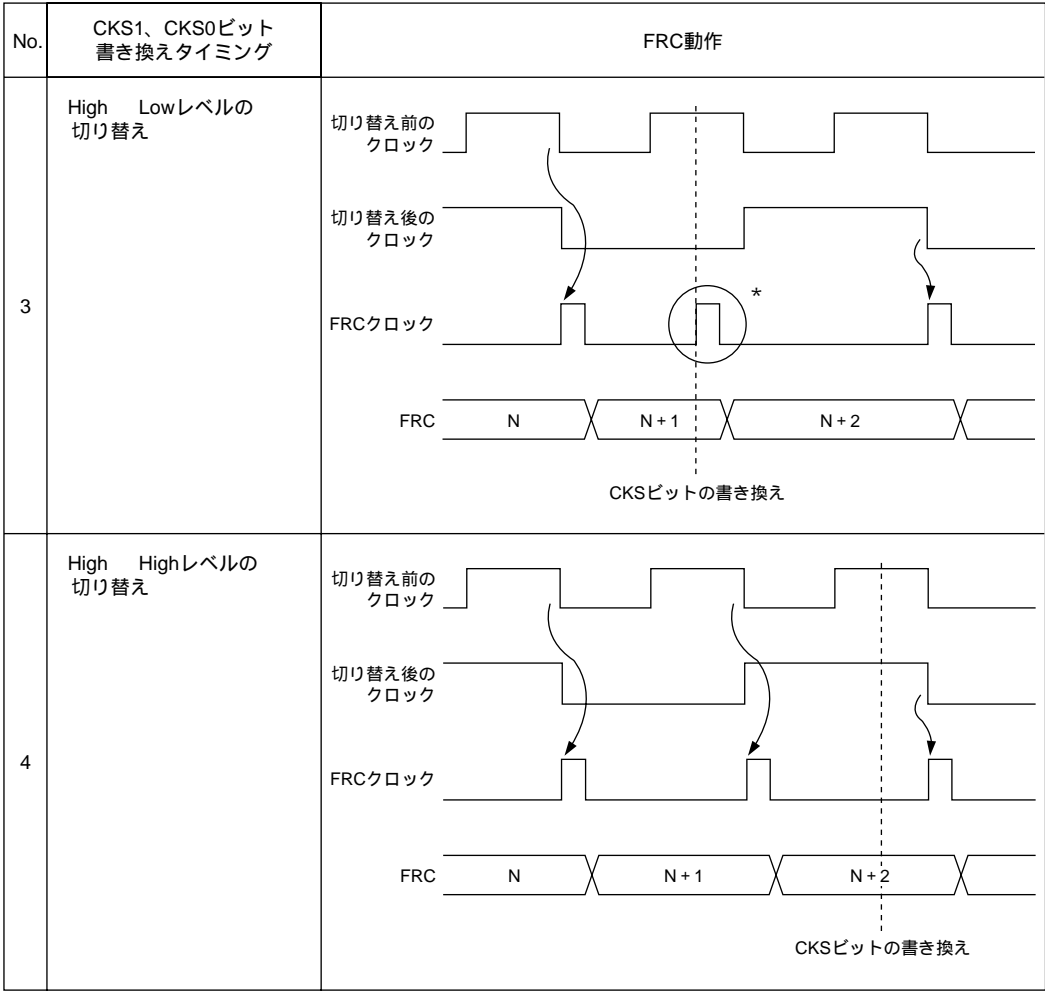 No.
CKS1、CKS0ビット
書き換えタイミング
FRC動作
3
High Lowレベルの
切り替え
切り替え前の
クロック
切り替え後の
クロック
FRCクロック
*
FRC
N
N + 1
N + 2
CKSビットの書き換え
4
High Highレベルの
切り替え
切り替え前の
クロック
切り替え後の
クロック
FRCクロック
FRC
N
N + 1
N + 2
CKSビットの書き換え